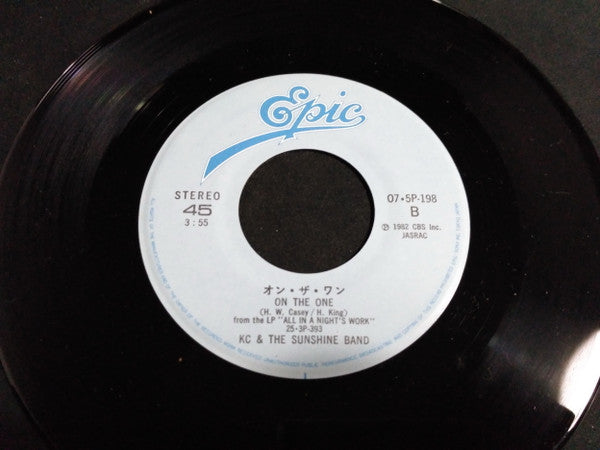 Epic
STEREO
45
3:55
07・5P-198
B
Ⓟ 1982 CBS Inc.
JASRAC
オン・ザ・ワン
ON THE ONE
(H. W. Casey / H. King)
from the LP "ALL IN A NIGHT'S WORK"
25・3P-393
KC & THE SUNSHINE BAND